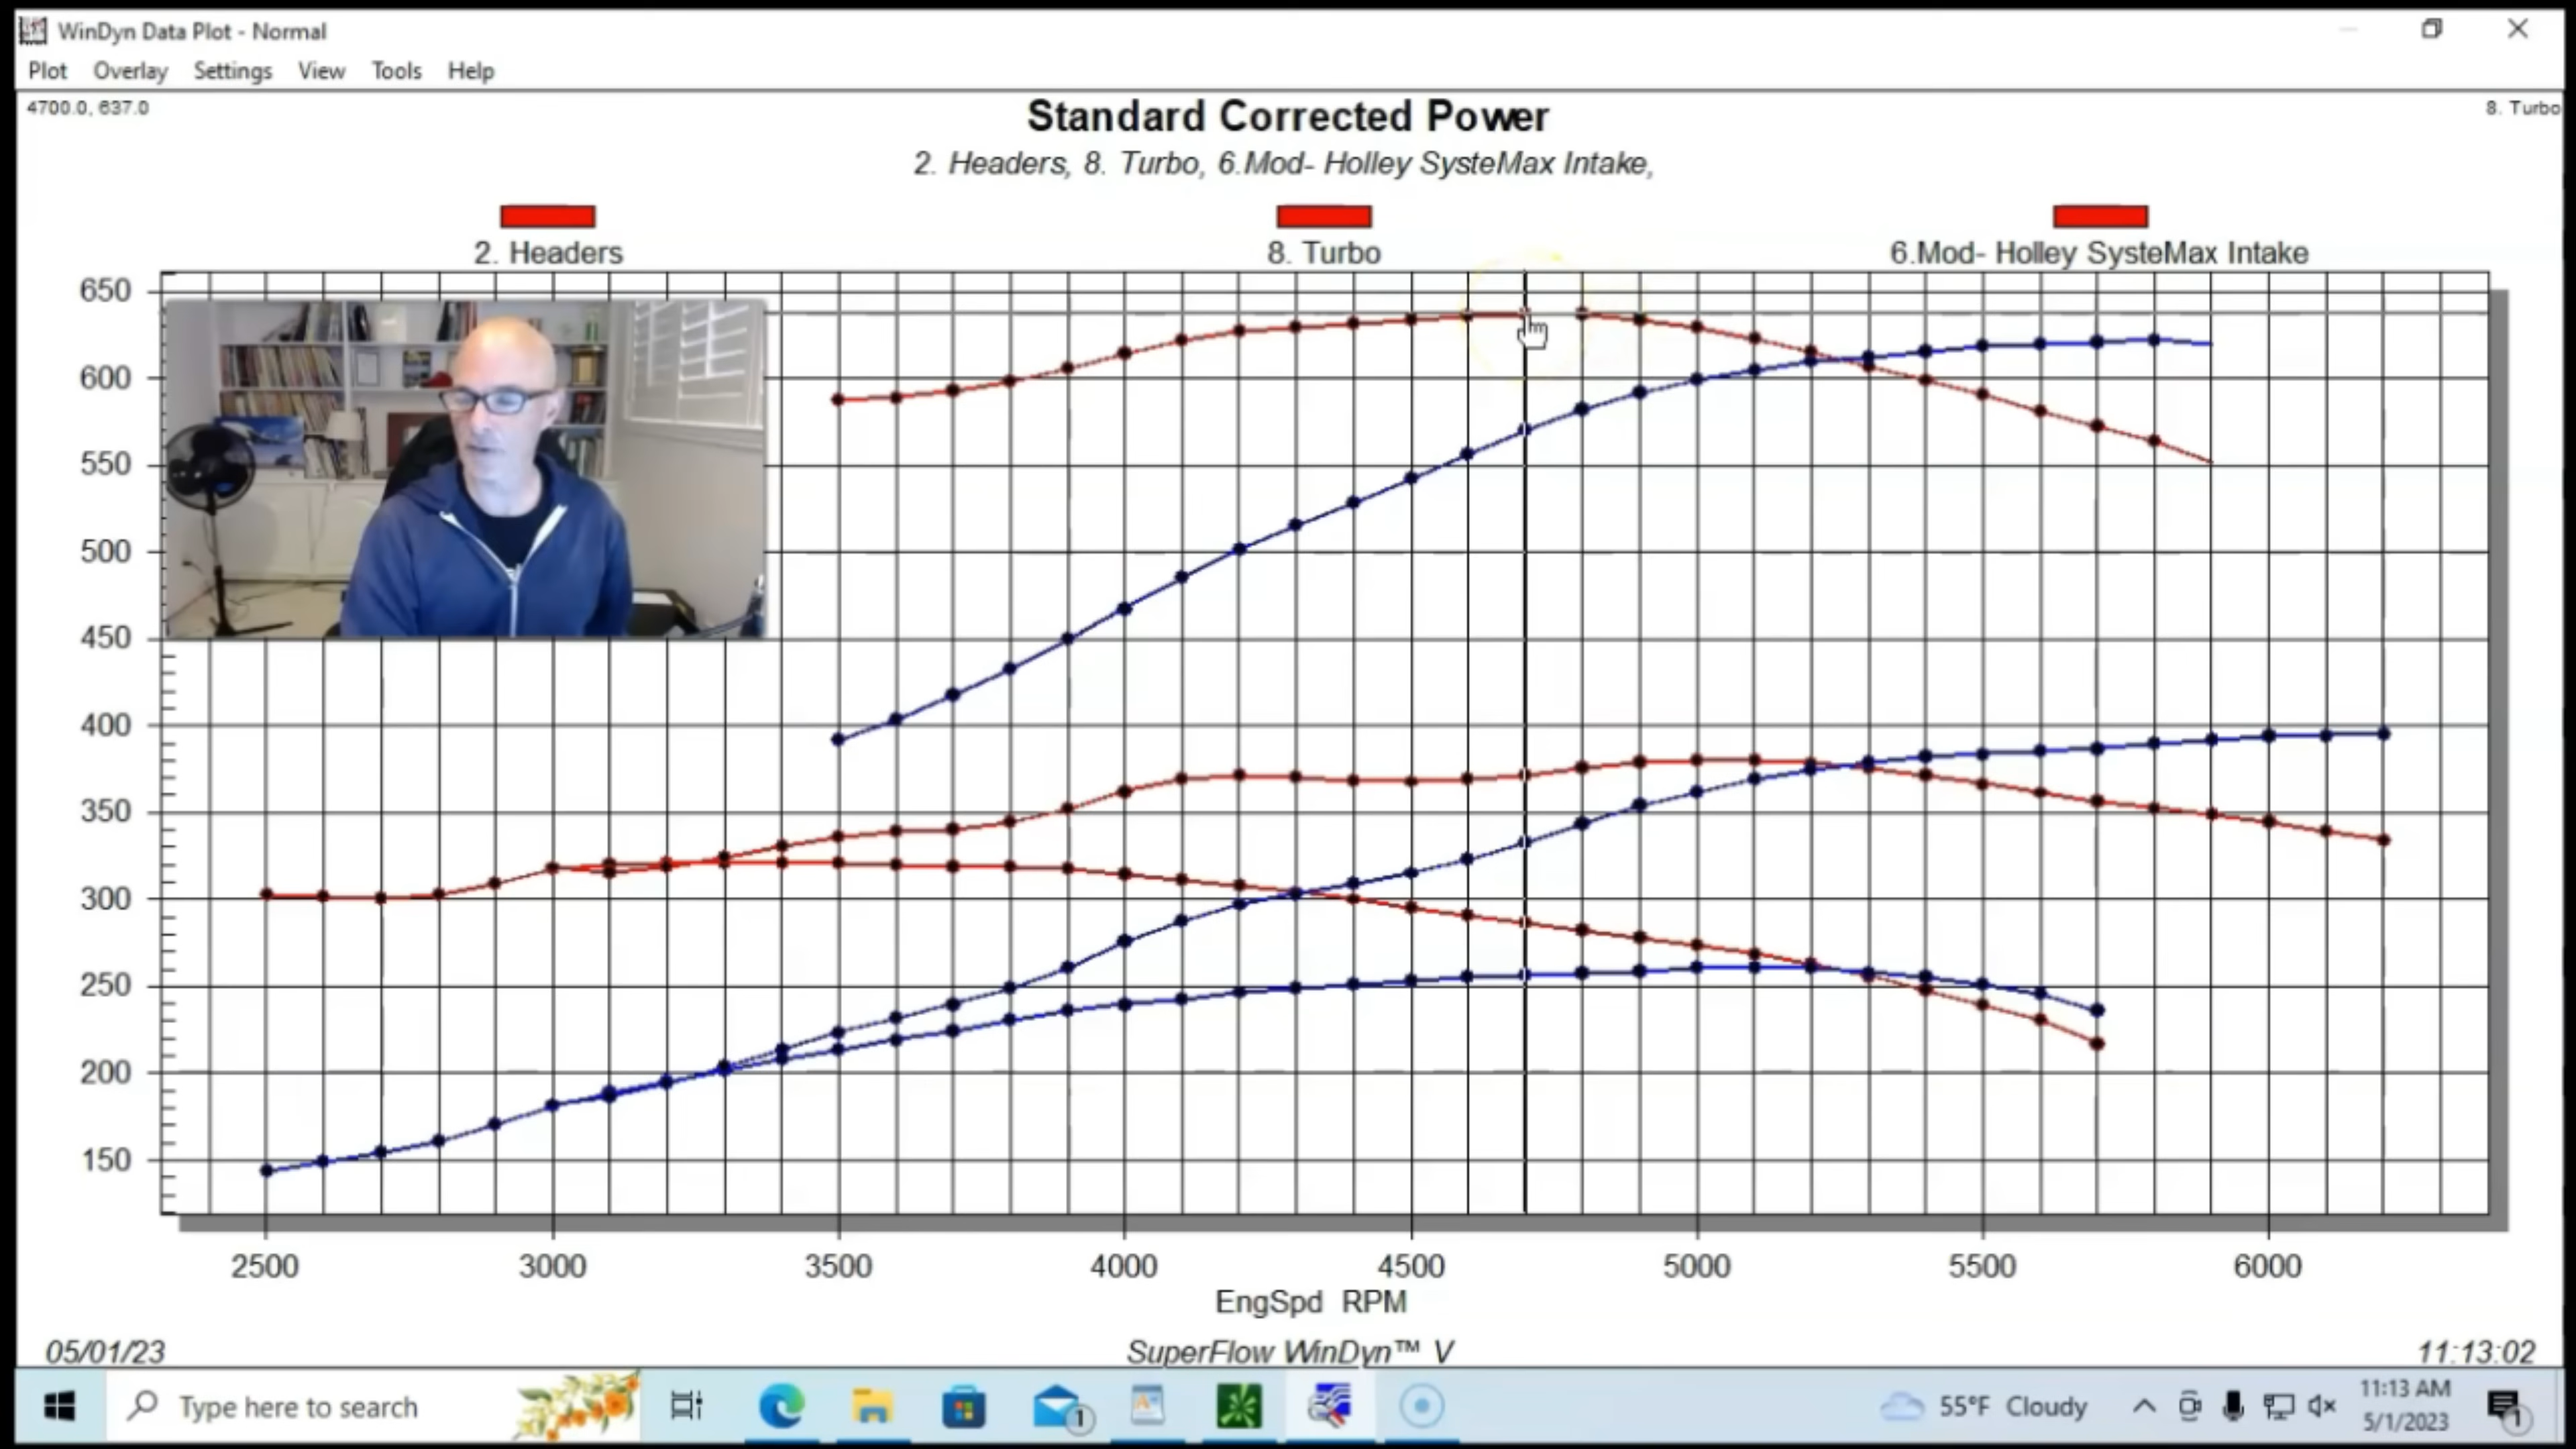 WinDyn Data Plot - Normal
Plot Overlay Settings View Tools Help
4700.0, 637.0
Standard Corrected Power
8. Turbo
2. Headers, 8. Turbo, 6.Mod- Holley SysteMax Intake,
2. Headers
8. Turbo
6.Mod- Holley SysteMax Intake
650
600
550
500
450
400
350
300
250
200
150
2500 3000 3500 4000 4500 5000 5500 6000
EngSpd RPM
05/01/23
SuperFlow WinDyn™ V
11:13:02
Type here to search
1
55°F Cloudy
11:13 AM
5/1/2023
1